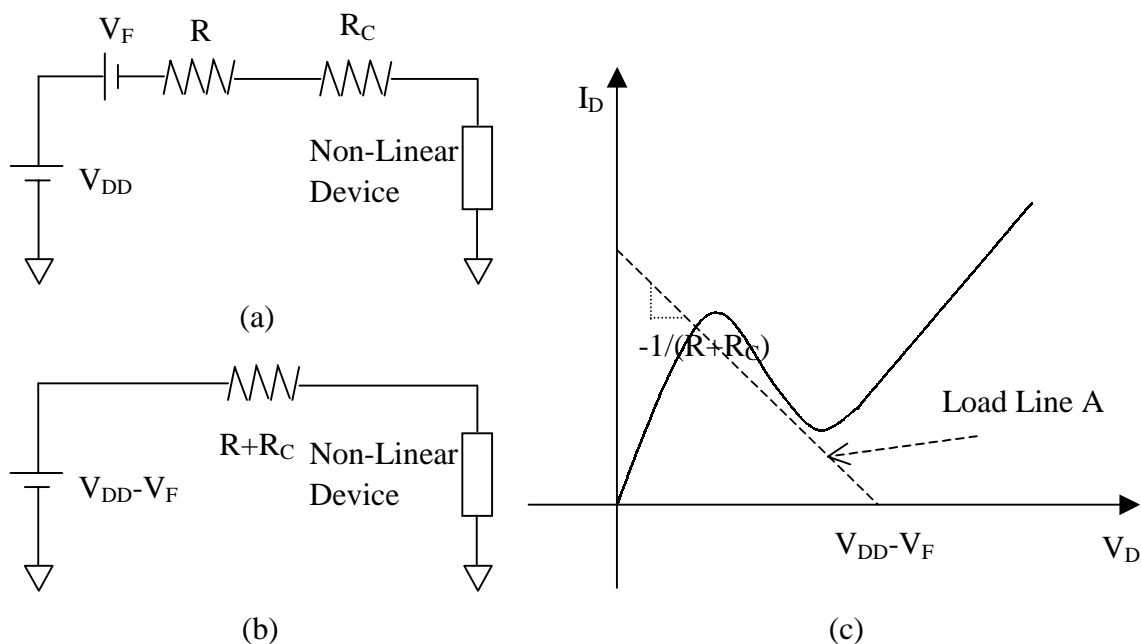 V_F R R_C
V_DD
Non-Linear
Device
(a)
R+R_C
V_DD-V_F
Non-Linear
Device
(b)
I_D
-1/(R+R_C)
Load Line A
V_DD-V_F
V_D
(c)